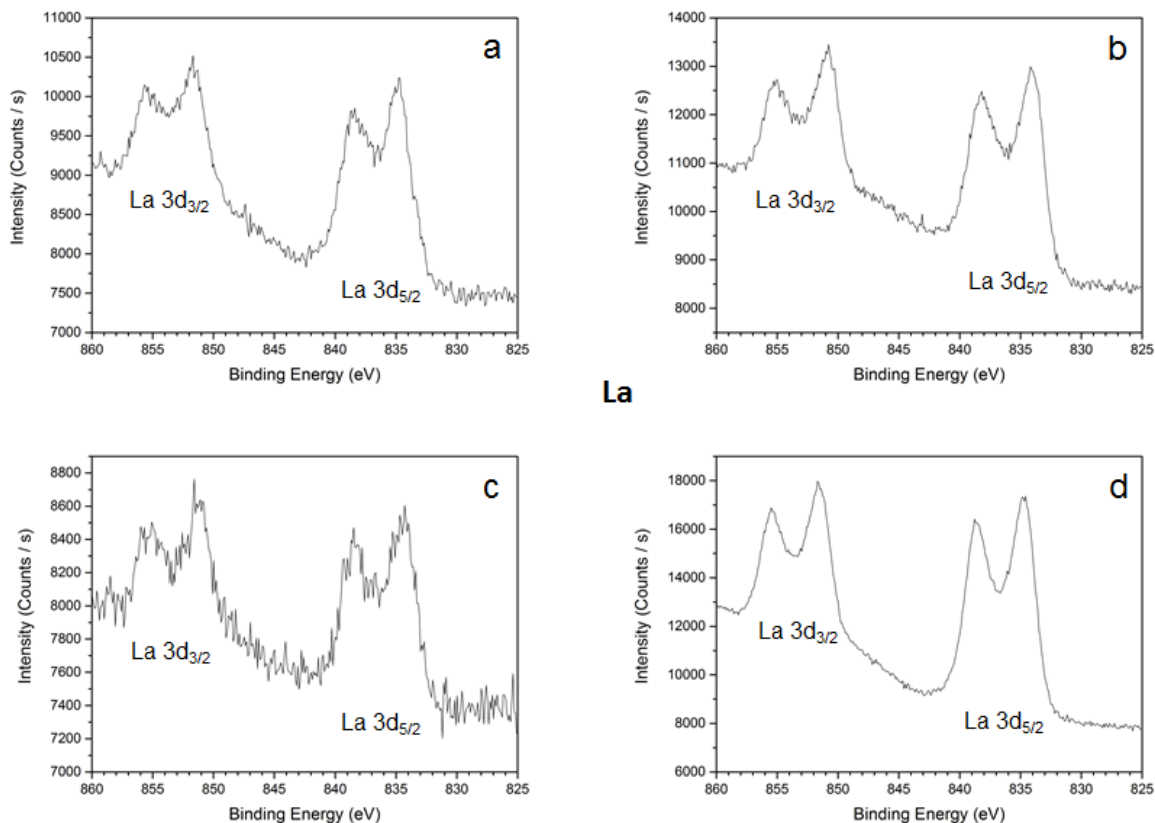 a
11000
10500
10000
9500
9000
8500
8000
7500
7000
Intensity (Counts / s)
La 3d3/2
La 3d5/2
860 855 850 845 840 835 830 825
Binding Energy (eV)
b
14000
13000
12000
11000
10000
9000
8000
Intensity (Counts / s)
La 3d3/2
La 3d5/2
860 855 850 845 840 835 830 825
Binding Energy (eV)
La
c
8800
8600
8400
8200
8000
7800
7600
7400
7200
7000
Intensity (Counts / s)
La 3d3/2
La 3d5/2
860 855 850 845 840 835 830 825
Binding Energy (eV)
d
18000
16000
14000
12000
10000
8000
6000
Intensity (Counts / s)
La 3d3/2
La 3d5/2
860 855 850 845 840 835 830 825
Binding Energy (eV)